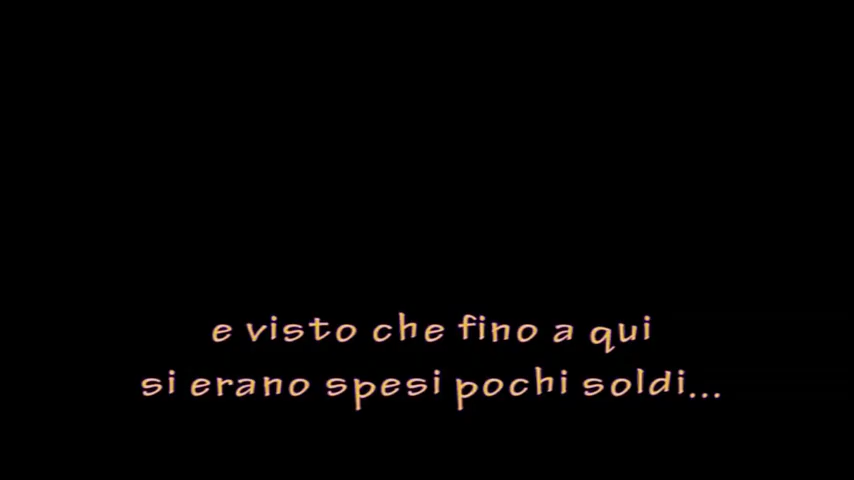 e visto che fino a qui
si erano spesi pochi soldi...